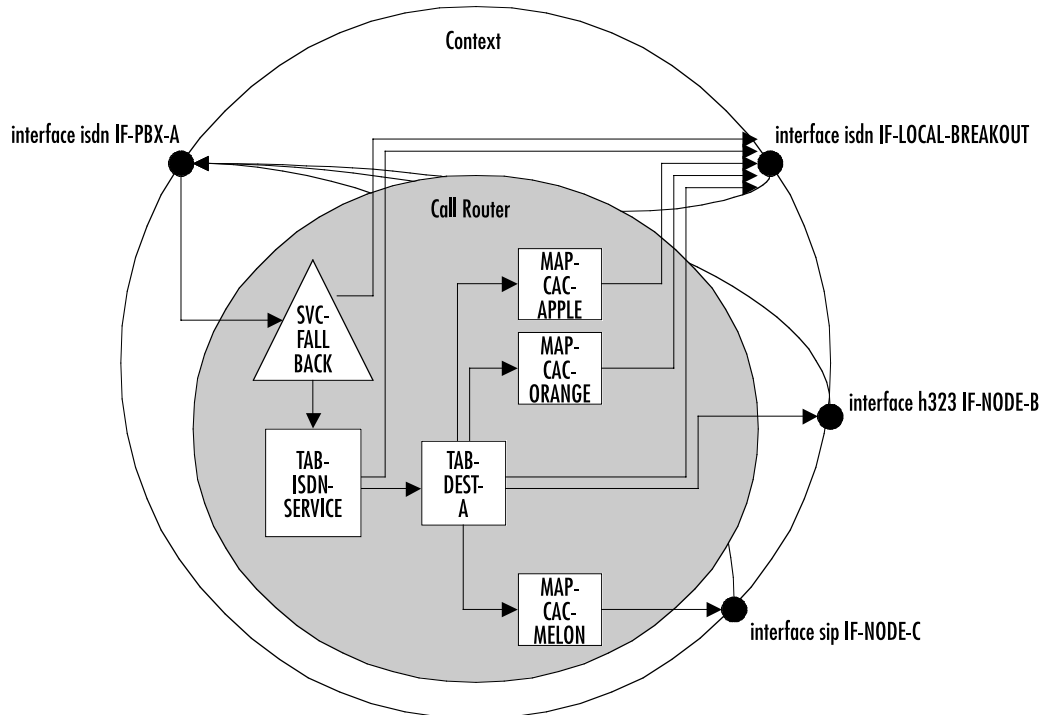 Context
interface isdn IF-PBX-A
interface isdn IF-LOCAL-BREAKOUT
Call Router
SVC-
FALL
BACK
MAP-
CAC-
APPLE
MAP-
CAC-
ORANGE
interface h323 IF-NODE-B
TAB-
ISDN-
SERVICE
TAB-
DEST-
A
MAP-
CAC-
MELON
interface sip IF-NODE-C